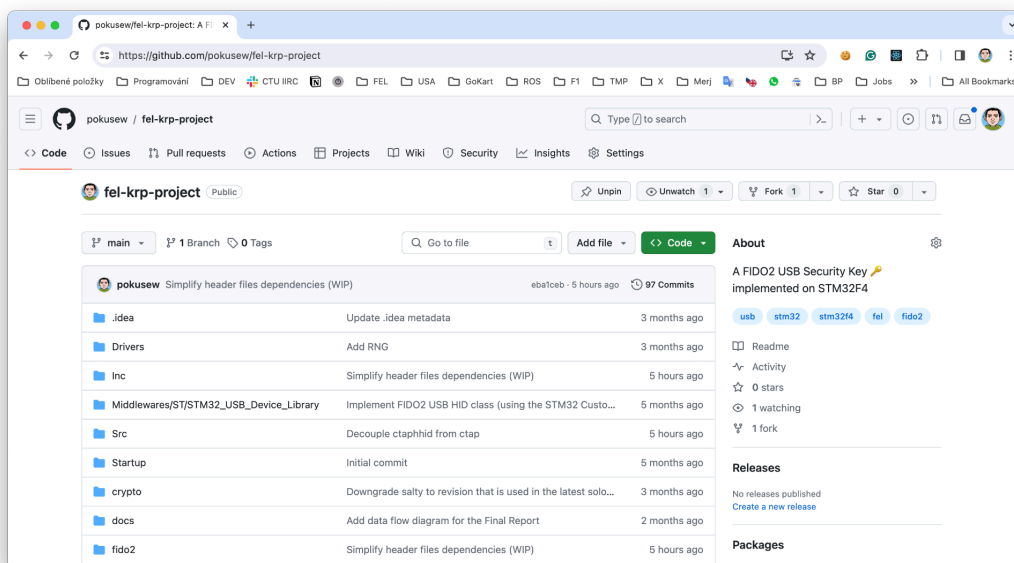 pokusew/fel-krp-project: A Fi
https://github.com/pokusew/fel-krp-project
Oblíbené položky Programování DEV CTU IIRC FEL USA GoKart ROS F1 TMP X Merj BP Jobs » All Bookmarks
pokusew / fel-krp-project Type / to search
Code Issues Pull requests Actions Projects Wiki Security Insights Settings
fel-krp-project Public Unpin Unwatch 1 Fork 1 Star 0
main 1 Branch 0 Tags Go to file t Add file Code About
A FIDO2 USB Security Key 🔑
implemented on STM32F4
pokusew Simplify header files dependencies (WIP) eba1ceb · 5 hours ago 97 Commits
.idea Update .idea metadata 3 months ago
usb stm32 stm32f4 fel fido2
Drivers Add RNG 3 months ago
Readme
Activity
Inc Simplify header files dependencies (WIP) 5 hours ago
0 stars
Middlewares/ST/STM32_USB_Device_Library Implement FIDO2 USB HID class (using the STM32 Custo... 5 months ago
1 watching
1 fork
Src Decouple ctaphhid from ctap 5 hours ago
Startup Initial commit 5 months ago
Releases
crypto Downgrade salty to revision that is used in the latest solo... 3 months ago
No releases published
Create a new release
docs Add data flow diagram for the Final Report 2 months ago
fido2 Simplify header files dependencies (WIP) 5 hours ago
Packages